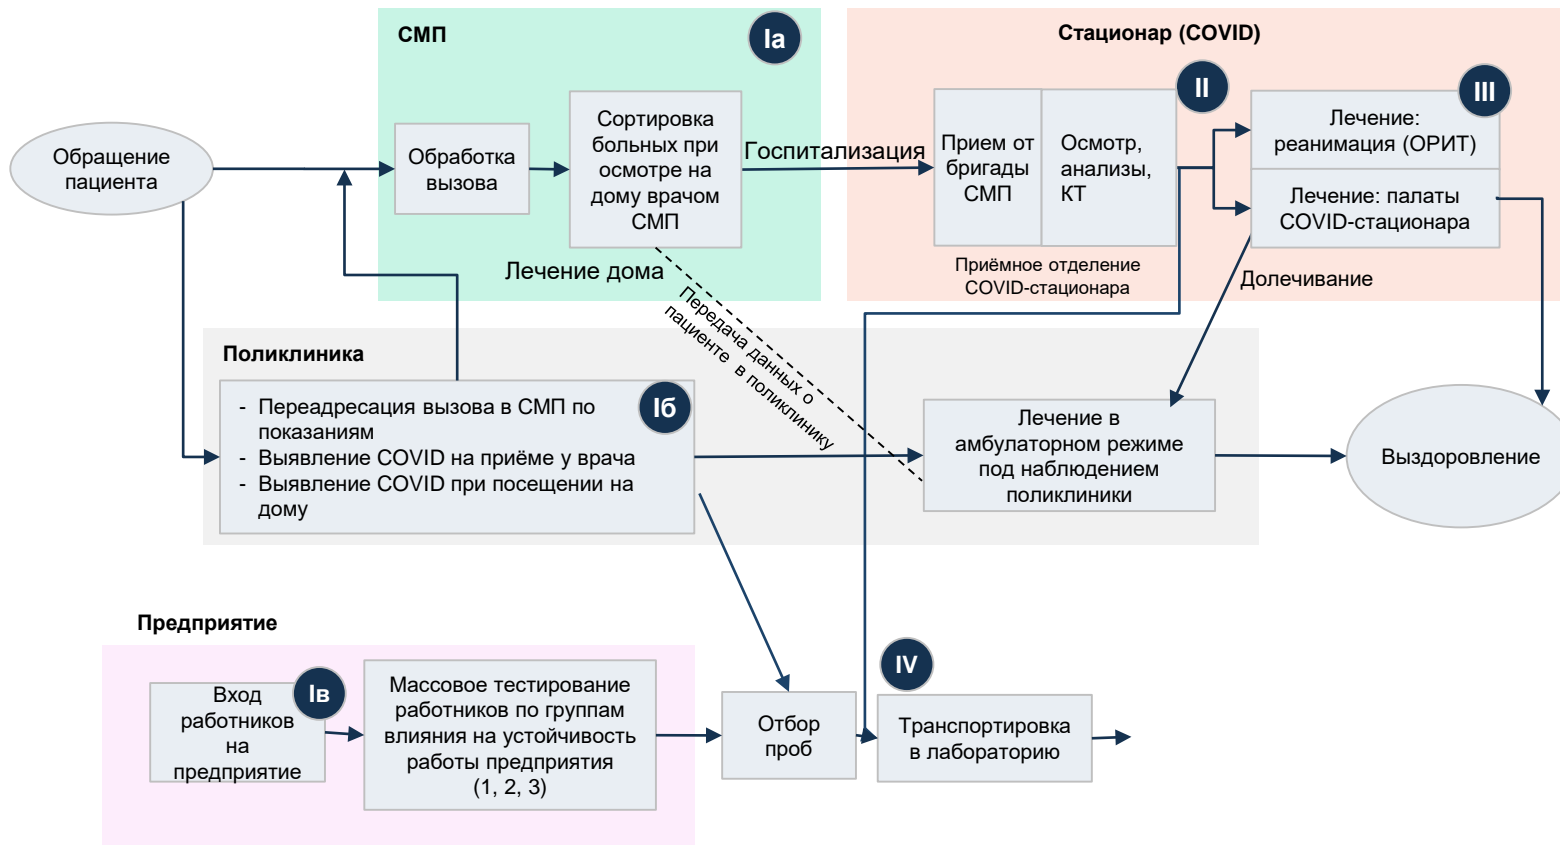 СМП
Iа
Стационар (COVID)
II
III
Обращение
пациента
Обработка
вызова
Сортировка
больных при
осмотре на
дому врачом
СМП
Госпитализация
Прием от
бригады
СМП
Осмотр,
анализы,
КТ
Лечение:
реанимация (ОРИТ)
Лечение: палаты
COVID-стационара
Лечение дома
Приёмное отделение
COVID-стационара
Долечивание
Передача данных о
пациенте в поликлинику
Поликлиника
Iб
- Переадресация вызова в СМП по
показаниям
- Выявление COVID на приёме у врача
- Выявление COVID при посещении на
дому
Лечение в
амбулаторном режиме
под наблюдением
поликлиники
Выздоровление
Предприятие
Iв
Вход
работников
на
предприятие
Массовое тестирование
работников по группам
влияния на устойчивость
работы предприятия
(1, 2, 3)
Отбор
проб
IV
Транспортировка
в лабораторию